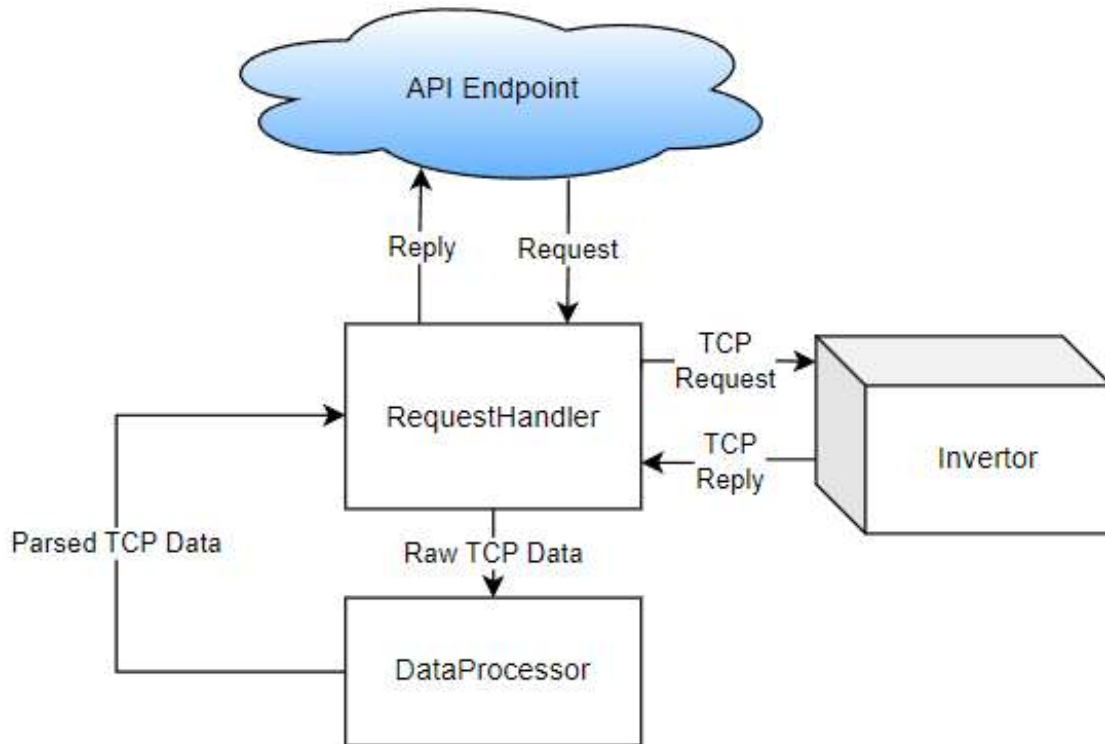 API Endpoint
Reply
Request
TCP
Request
RequestHandler
TCP
Reply
Invertor
Parsed TCP Data
Raw TCP Data
DataProcessor